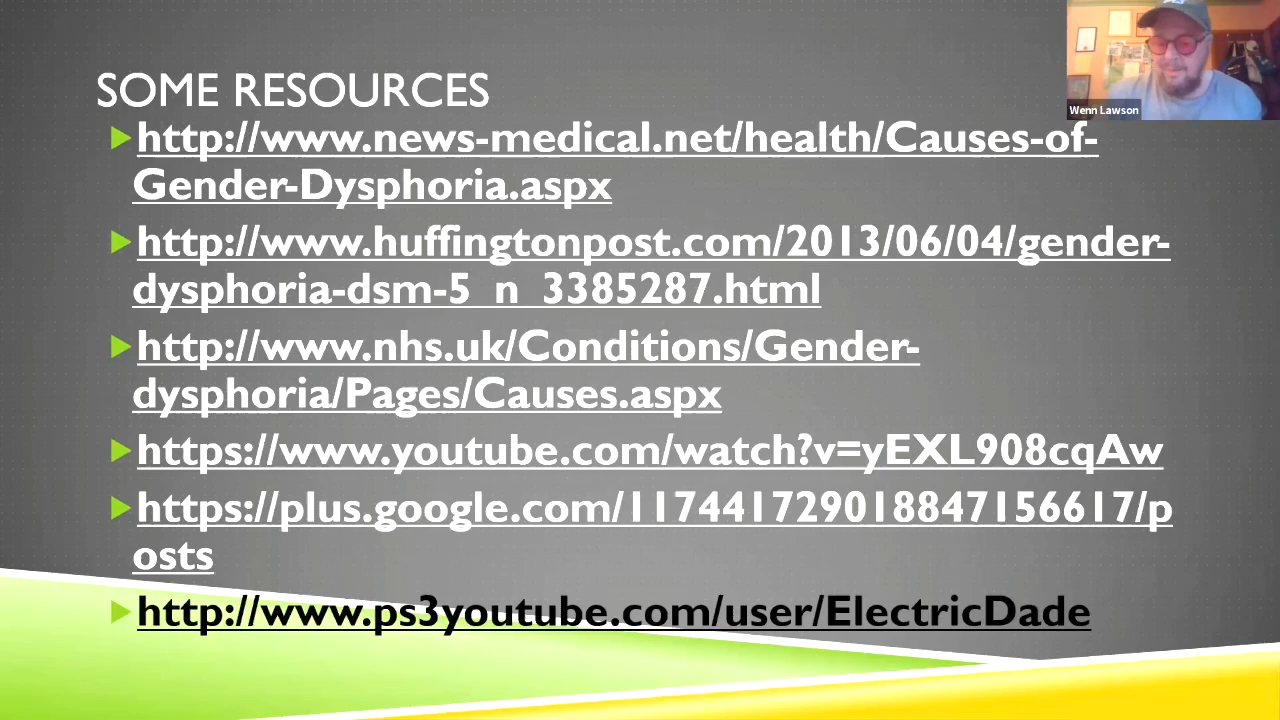 SOME RESOURCES
Wenn Lawson
http://www.news-medical.net/health/Causes-of-
Gender-Dysphoria.aspx
http://www.huffingtonpost.com/2013/06/04/gender-
dysphoria-dsm-5_n_3385287.html
http://www.nhs.uk/Conditions/Gender-
dysphoria/Pages/Causes.aspx
https://www.youtube.com/watch?v=yEXL908cqAw
https://plus.google.com/117441729018847156617/p
osts
http://www.ps3youtube.com/user/ElectricDade